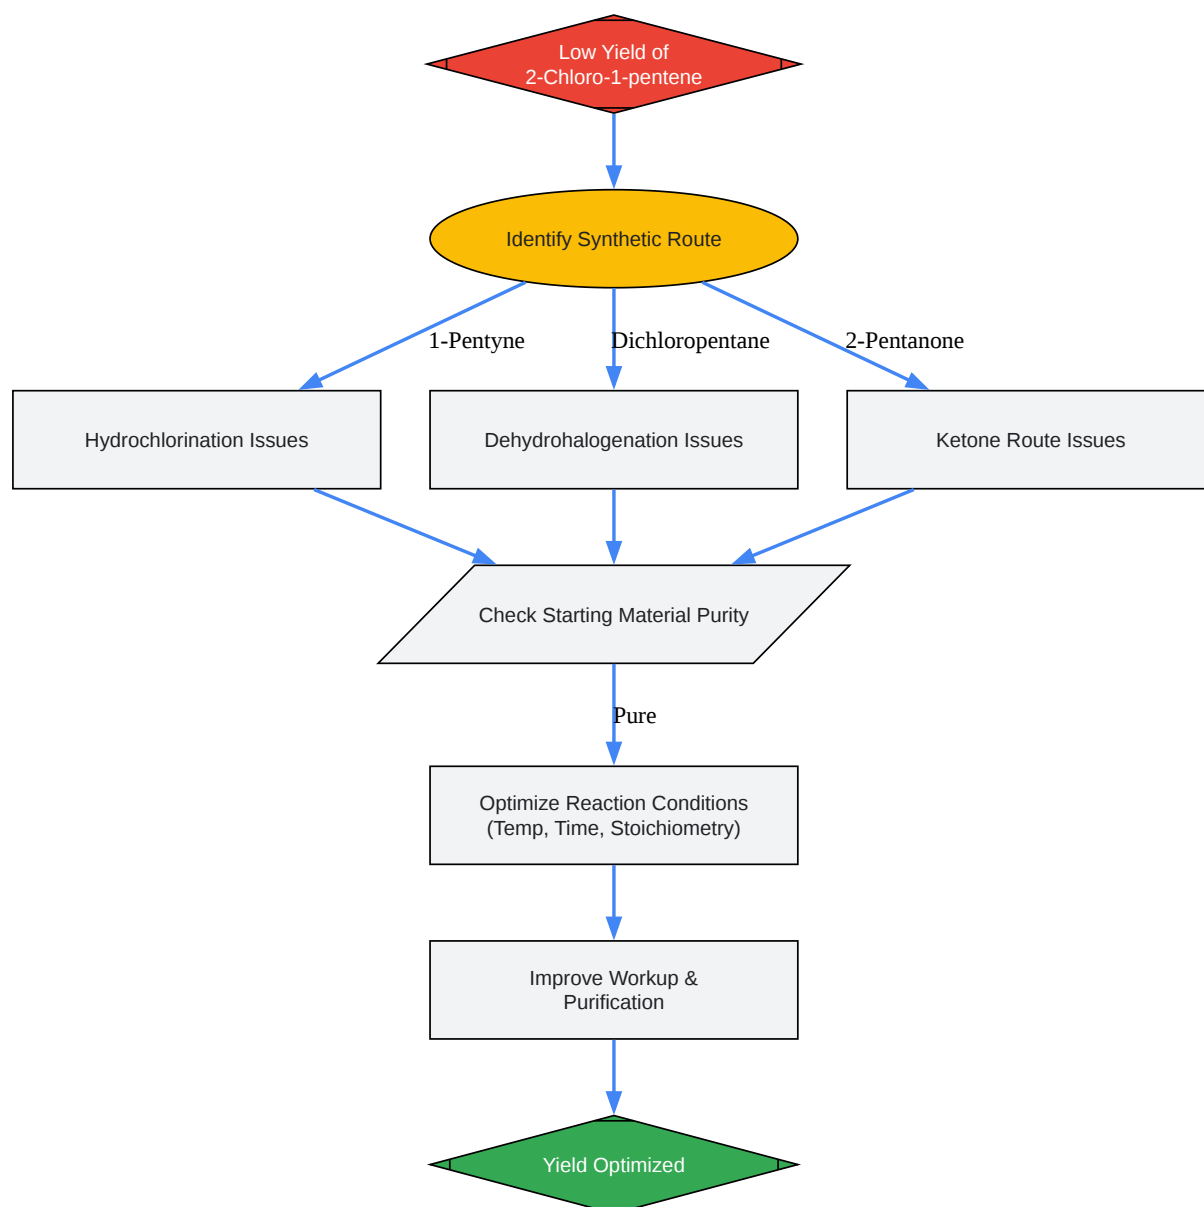 Low Yield of
2-Chloro-1-pentene
Identify Synthetic Route
1-Pentyne
Dichloropentane
2-Pentanone
Hydrochlorination Issues
Dehydrohalogenation Issues
Ketone Route Issues
Check Starting Material Purity
Pure
Optimize Reaction Conditions
(Temp, Time, Stoichiometry)
Improve Workup &
Purification
Yield Optimized